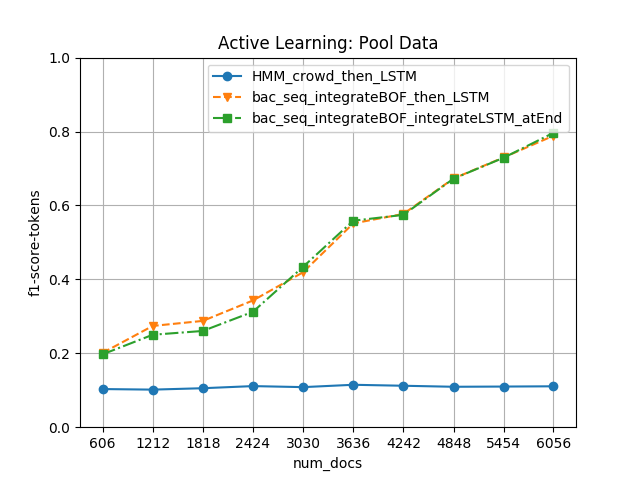 Active Learning: Pool Data
HMM_crowd_then_LSTM
bac_seq_integrateBOF_then_LSTM
bac_seq_integrateBOF_integrateLSTM_atEnd
f1-score-tokens
1.0
0.8
0.6
0.4
0.2
0.0
606 1212 1818 2424 3030 3636 4242 4848 5454 6056
num_docs